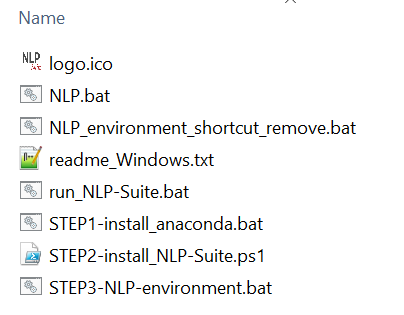 Name
logo.ico
NLP.bat
NLP_environment_shortcut_remove.bat
readme_Windows.txt
run_NLP-Suite.bat
STEP1-install_anaconda.bat
STEP2-install_NLP-Suite.ps1
STEP3-NLP-environment.bat